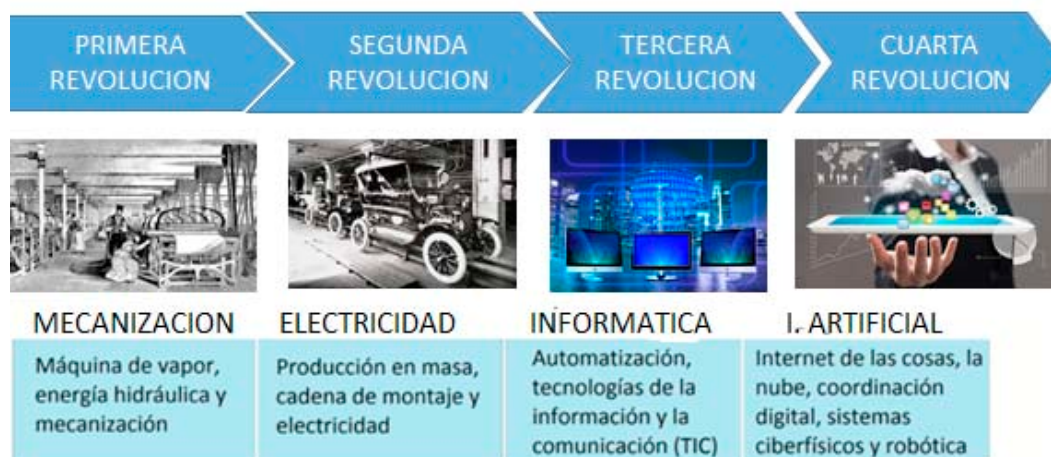 PRIMERA
REVOLUCION
SEGUNDA
REVOLUCION
TERCERA
REVOLUCION
CUARTA
REVOLUCION
MECANIZACION
ELECTRICIDAD
INFORMATICA
I. ARTIFICIAL
Máquina de vapor,
energía hidráulica y
mecanización
Producción en masa,
cadena de montaje y
electricidad
Automatización,
tecnologías de la
información y la
comunicación (TIC)
Internet de las cosas, la
nube, coordinación
digital, sistemas
ciberfísicos y robótica